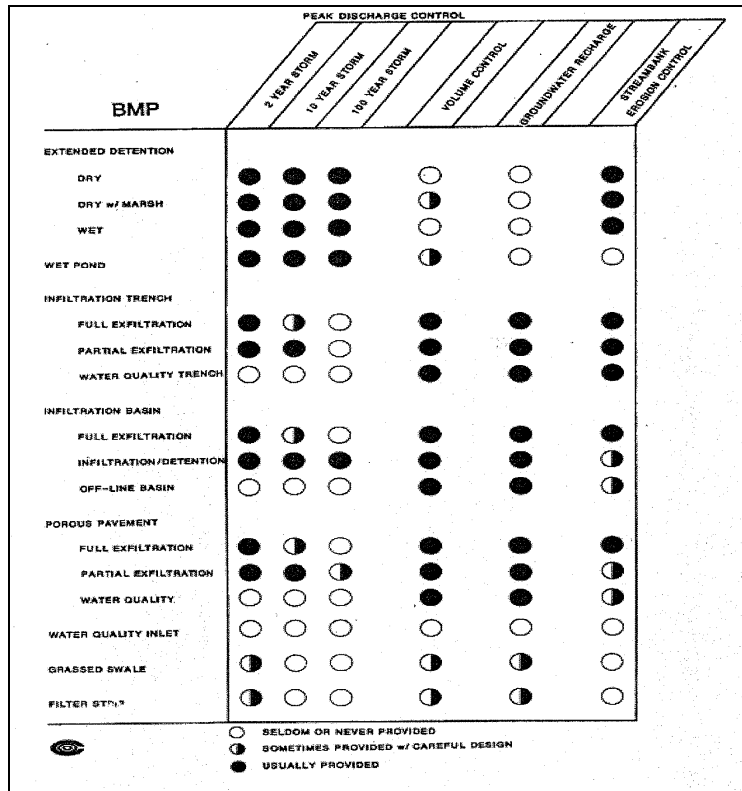 PEAK DISCHARGE CONTROL
2 YEAR STORM
10 YEAR STORM
100 YEAR STORM
VOLUME CONTROL
GROUNDWATER RECHARGE
STREAMBANK
EROSION CONTROL
BMP
EXTENDED DETENTION
DRY
DRY w/ MARSH
WET
WET POND
INFILTRATION TRENCH
FULL EXFILTRATION
PARTIAL EXFILTRATION
WATER QUALITY TRENCH
INFILTRATION BASIN
FULL EXFILTRATION
INFILTRATION/DETENTION
OFF-LINE BASIN
POROUS PAVEMENT
FULL EXFILTRATION
PARTIAL EXFILTRATION
WATER QUALITY
WATER QUALITY INLET
GRASSED SWALE
FILTER
SELDOM OR NEVER PROVIDED
SOMETIMES PROVIDED w/ CAREFUL DESIGN
USUALLY PROVIDED